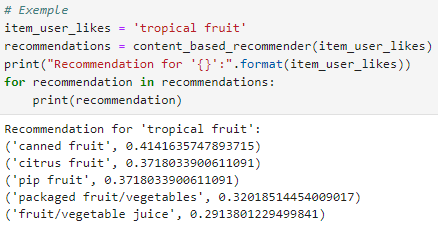 # Exemple
item_user_likes = 'tropical fruit'
recommendations = content_based_recommender(item_user_likes)
print("Recommendation for '{}':".format(item_user_likes))
for recommendation in recommendations:
    print(recommendation)
Recommendation for 'tropical fruit':
('canned fruit', 0.4141635747893715)
('citrus fruit', 0.3718033900611091)
('pip fruit', 0.3718033900611091)
('packaged fruit/vegetables', 0.32018514454009017)
('fruit/vegetable juice', 0.2913801229499841)